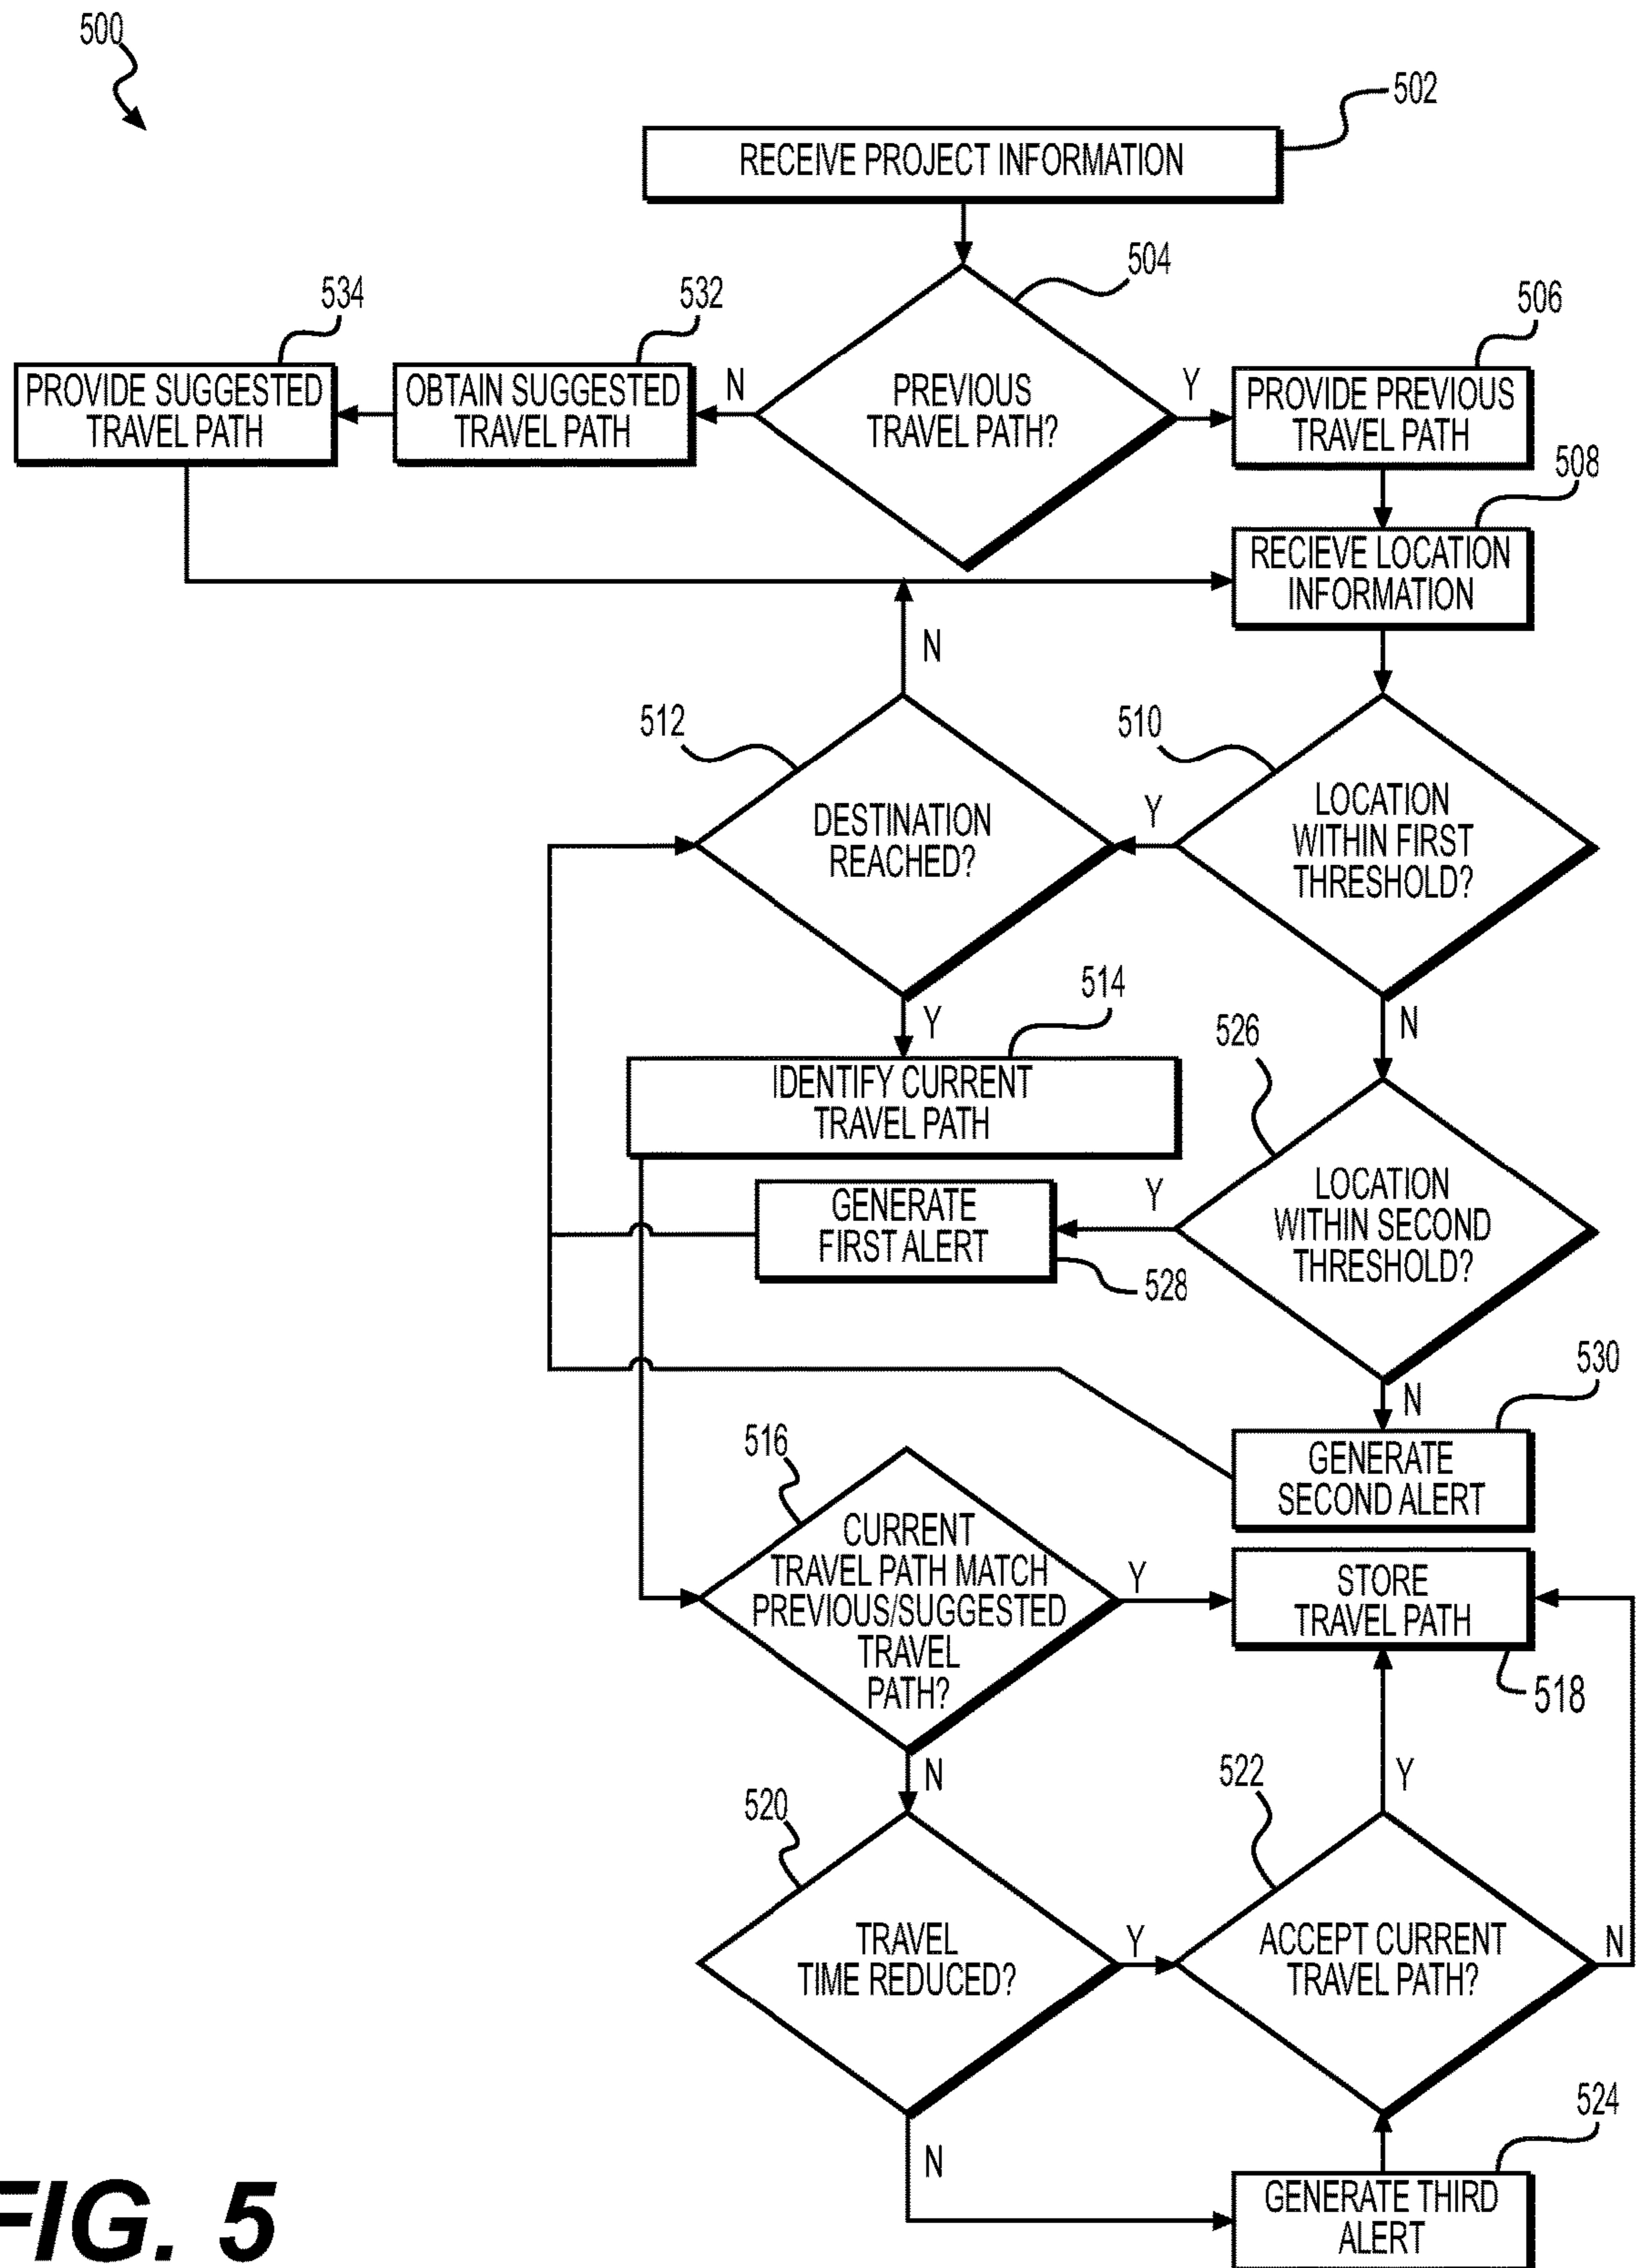 500
502
RECEIVE PROJECT INFORMATION
504
534
532
506
PROVIDE SUGGESTED
TRAVEL PATH
OBTAIN SUGGESTED
TRAVEL PATH
N
PREVIOUS
TRAVEL PATH?
Y
PROVIDE PREVIOUS
TRAVEL PATH
508
RECIEVE LOCATION
INFORMATION
N
512
510
DESTINATION
REACHED?
Y
LOCATION
WITHIN FIRST
THRESHOLD?
514
Y
N
526
IDENTIFY CURRENT
TRAVEL PATH
GENERATE
FIRST ALERT
528
Y
LOCATION
WITHIN SECOND
THRESHOLD?
530
N
GENERATE
SECOND ALERT
516
CURRENT
TRAVEL PATH MATCH
PREVIOUS/SUGGESTED
TRAVEL
PATH?
Y
STORE
TRAVEL PATH
518
N
Y
520
522
TRAVEL
TIME REDUCED?
Y
ACCEPT CURRENT
TRAVEL PATH?
N
524
N
GENERATE THIRD
ALERT
FIG. 5